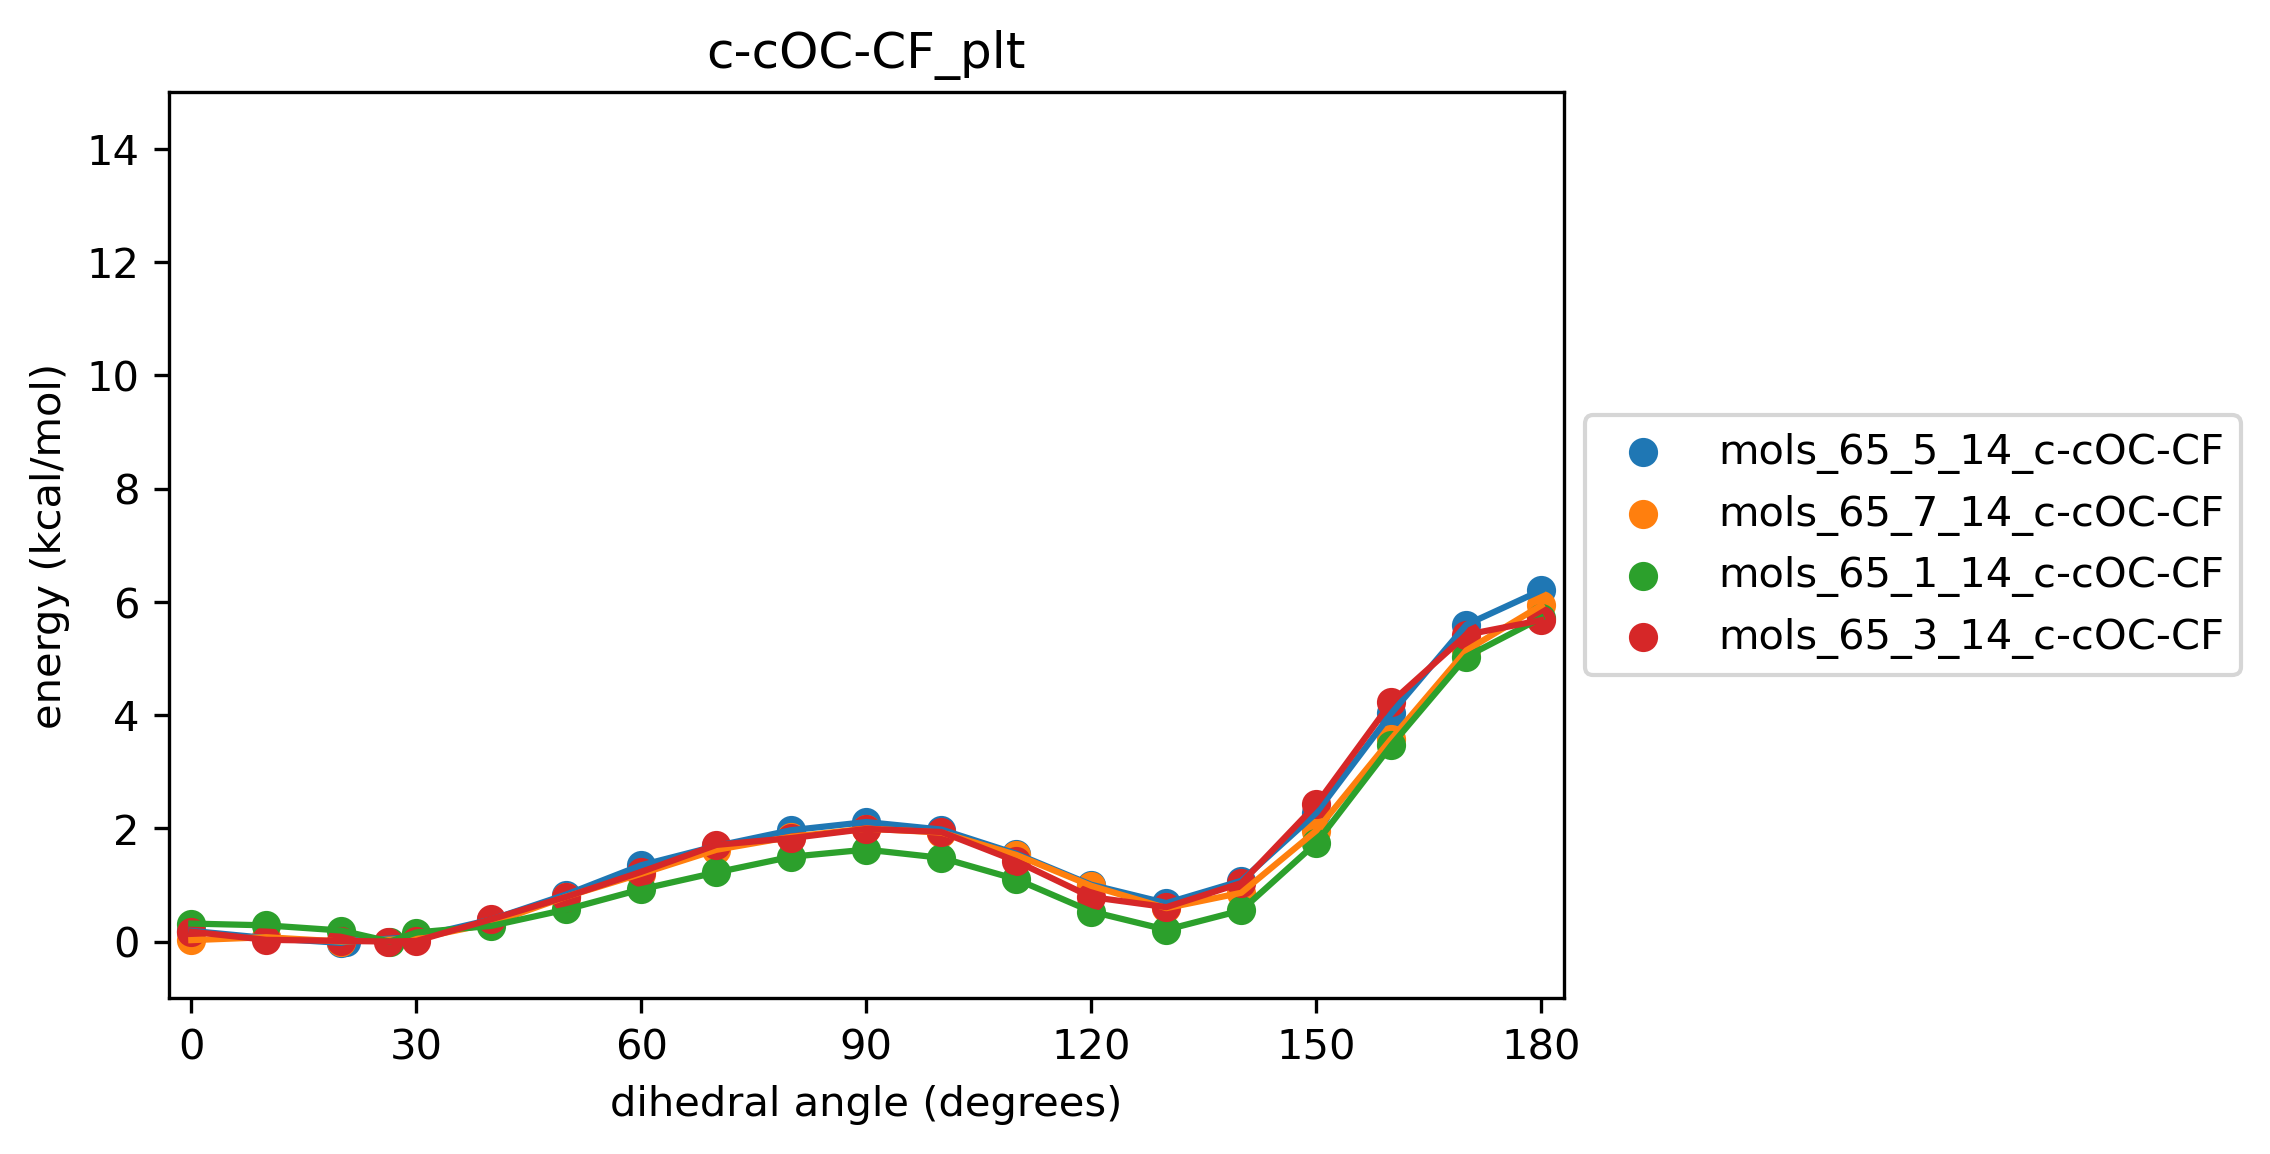 c-cOC-CF_plt
14
12
10
8
6
4
2
0
energy (kcal/mol)
0 30 60 90 120 150 180
dihedral angle (degrees)
mols_65_5_14_c-cOC-CF
mols_65_7_14_c-cOC-CF
mols_65_1_14_c-cOC-CF
mols_65_3_14_c-cOC-CF